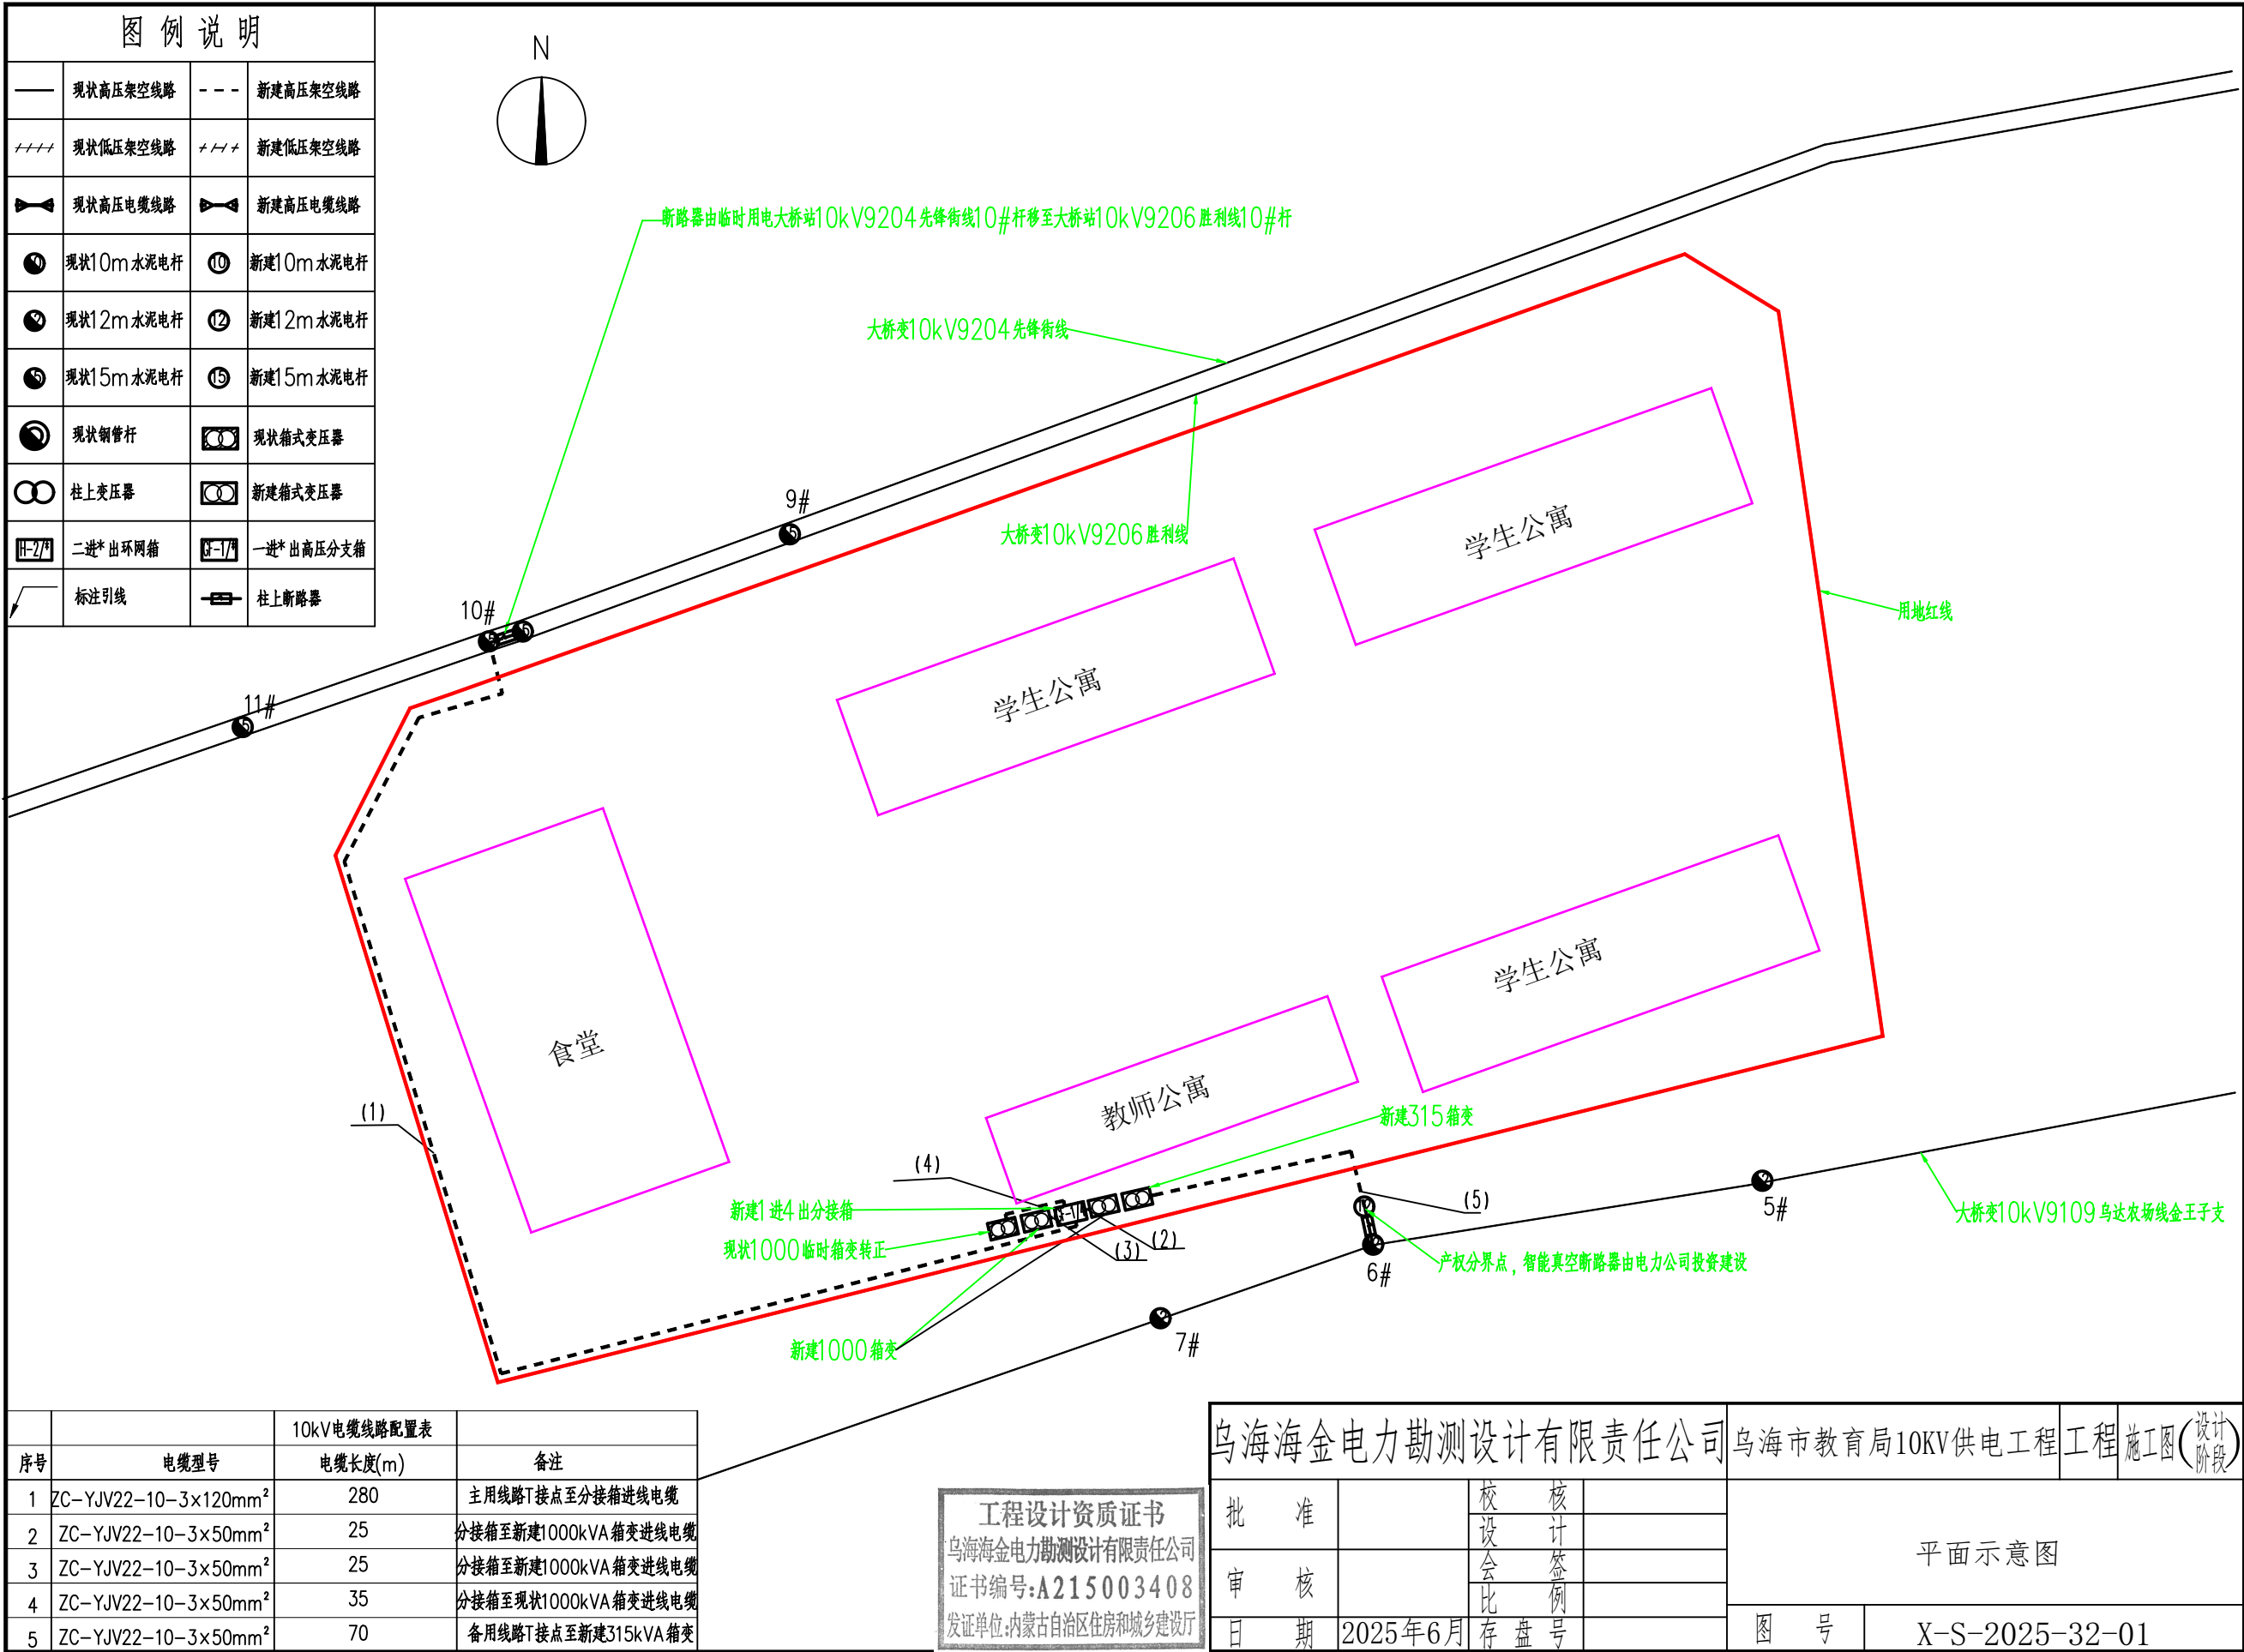 图例说明
现状高压架空线路 新建高压架空线路
现状低压架空线路 新建低压架空线路
现状高压电缆线路 新建高压电缆线路
现状10m水泥电杆 10 新建10m水泥电杆
现状12m水泥电杆 12 新建12m水泥电杆
现状15m水泥电杆 15 新建15m水泥电杆
现状钢管杆 现状箱式变压器
柱上变压器 新建箱式变压器
H-2/* 二进*出环网箱 GF-1/* 一进*出高压分支箱
标注引线 柱上断路器
N
断路器由临时用电大桥站10kV9204先锋街线10#杆移至大桥站10kV9206胜利线10#杆
大桥变10kV9204先锋街线
9#
大桥变10kV9206胜利线
学生公寓
用地红线
10#
学生公寓
11#
学生公寓
食堂
教师公寓
(1)
新建315箱变
(4)
(5)
新建1进4出分接箱
5#
大桥变10kV9109乌达农场线金王子支
现状1000临时箱变转正
(3)
(2)
6#
产权分界点，智能真空断路器由电力公司投资建设
新建1000箱变
7#
10kV电缆线路配置表
序号 电缆型号 电缆长度(m) 备注
1 ZC-YJV22-10-3×120mm² 280 主用线路T接点至分接箱进线电缆
2 ZC-YJV22-10-3×50mm² 25 分接箱至新建1000kVA箱变进线电缆
3 ZC-YJV22-10-3×50mm² 25 分接箱至新建1000kVA箱变进线电缆
4 ZC-YJV22-10-3×50mm² 35 分接箱至现状1000kVA箱变进线电缆
5 ZC-YJV22-10-3×50mm² 70 备用线路T接点至新建315kVA箱变
工程设计资质证书
乌海海金电力勘测设计有限责任公司
证书编号:A215003408
发证单位:内蒙古自治区住房和城乡建设厅
乌海海金电力勘测设计有限责任公司 乌海市教育局10KV供电工程 工程 施工图(设计阶段)
批准 校核
设计
审核 会签
比例
平面示意图
日期 2025年6月 存盘号
图号 X-S-2025-32-01